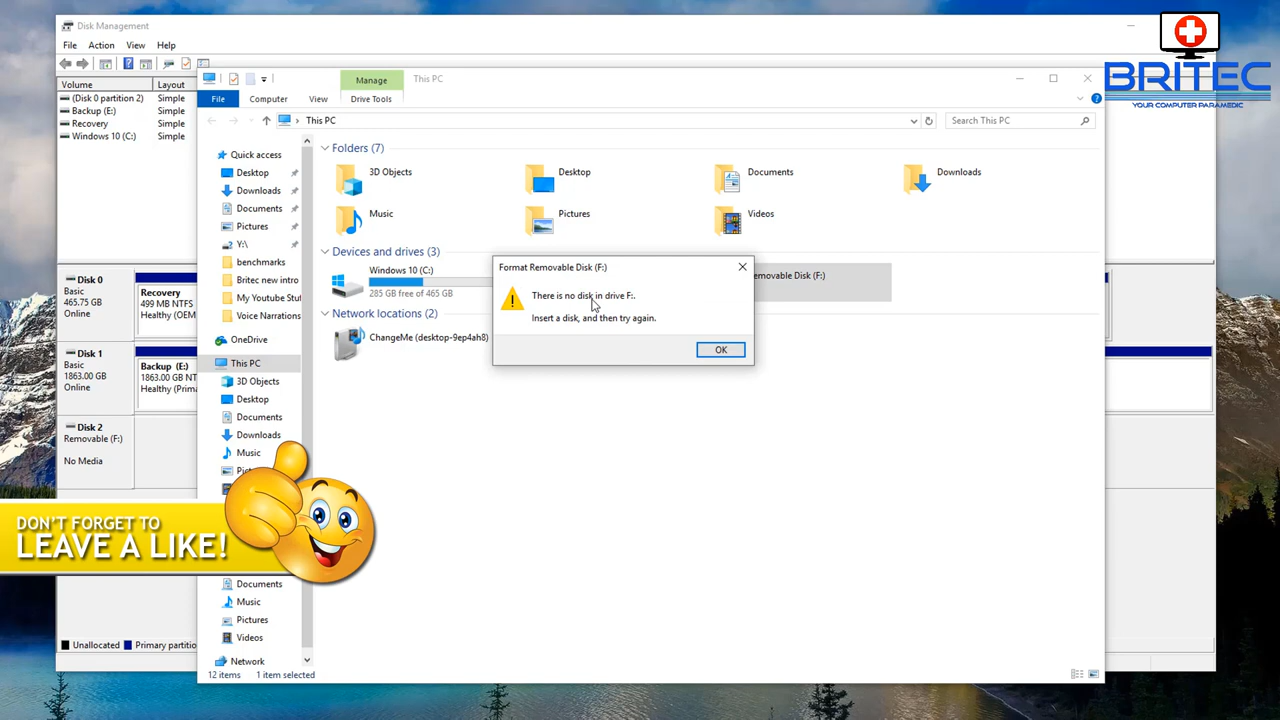 Disk Management
File Action View Help
Volume Layout
(Disk 0 partition 2) Simple
Backup (E:) Simple
Recovery Simple
Windows 10 (C:) Simple
Disk 0
Basic
465.75 GB
Online
Recovery
499 MB NTFS
Healthy (OEM
Disk 1
Basic
1863.00 GB
Online
Backup (E:)
1863.00 GB NT
Healthy (Prima
Disk 2
Removable (F:)
No Media
Unallocated Primary partitio
Manage This PC
File Computer View Drive Tools
This PC
Search This PC
Quick access
Desktop
Downloads
Documents
Pictures
Y:\
benchmarks
Britec new intro
My Youtube Stuf
Voice Narrations
OneDrive
This PC
3D Objects
Desktop
Documents
Downloads
Music
Documents
Music
Pictures
Videos
Network
Folders (7)
3D Objects Desktop Documents Downloads
Music Pictures Videos
Devices and drives (3)
Windows 10 (C:)
285 GB free of 465 GB
emovable Disk (F:)
Network locations (2)
ChangeMe (desktop-9ep4ah8)
12 items 1 item selected
Format Removable Disk (F:)
There is no disk in drive F:.
Insert a disk, and then try again.
OK
BRITEC
YOUR COMPUTER PARAMEDIC
DON'T FORGET TO
LEAVE A LIKE!